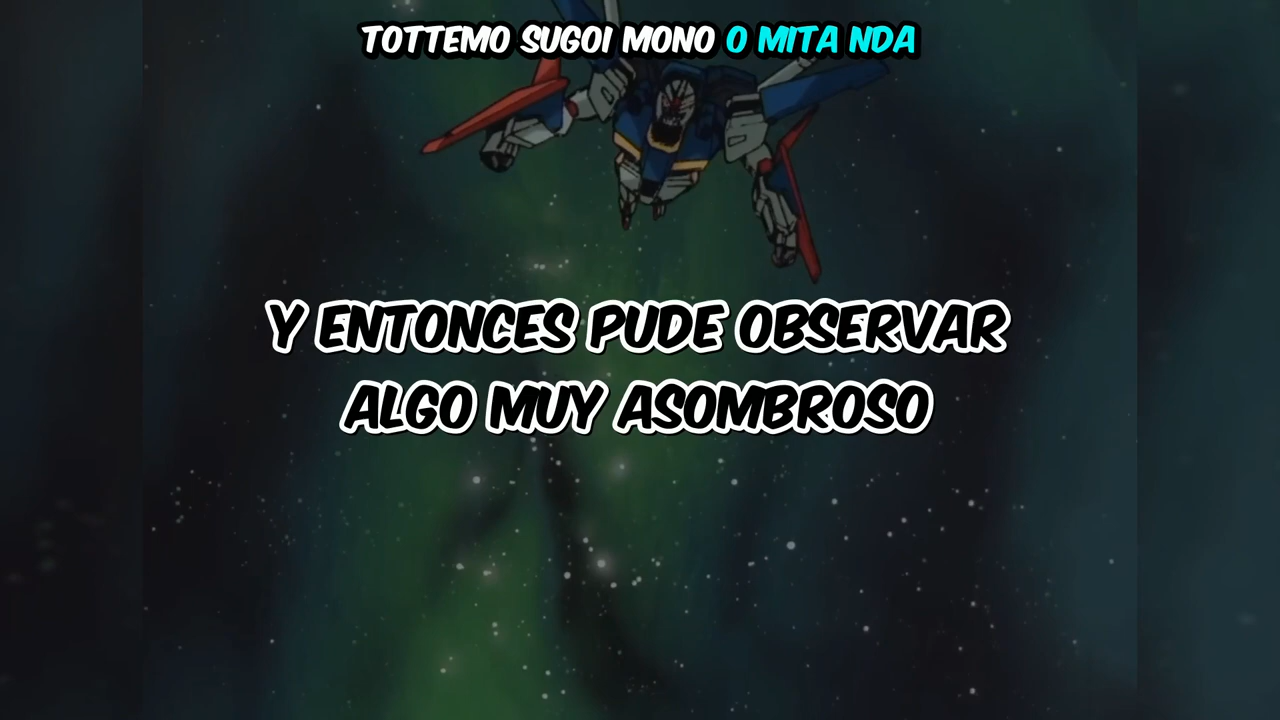 TOTTEMO SUGOI MONO O MITA NDA
Y ENTONCES PUDE OBSERVAR
ALGO MUY ASOMBROSO